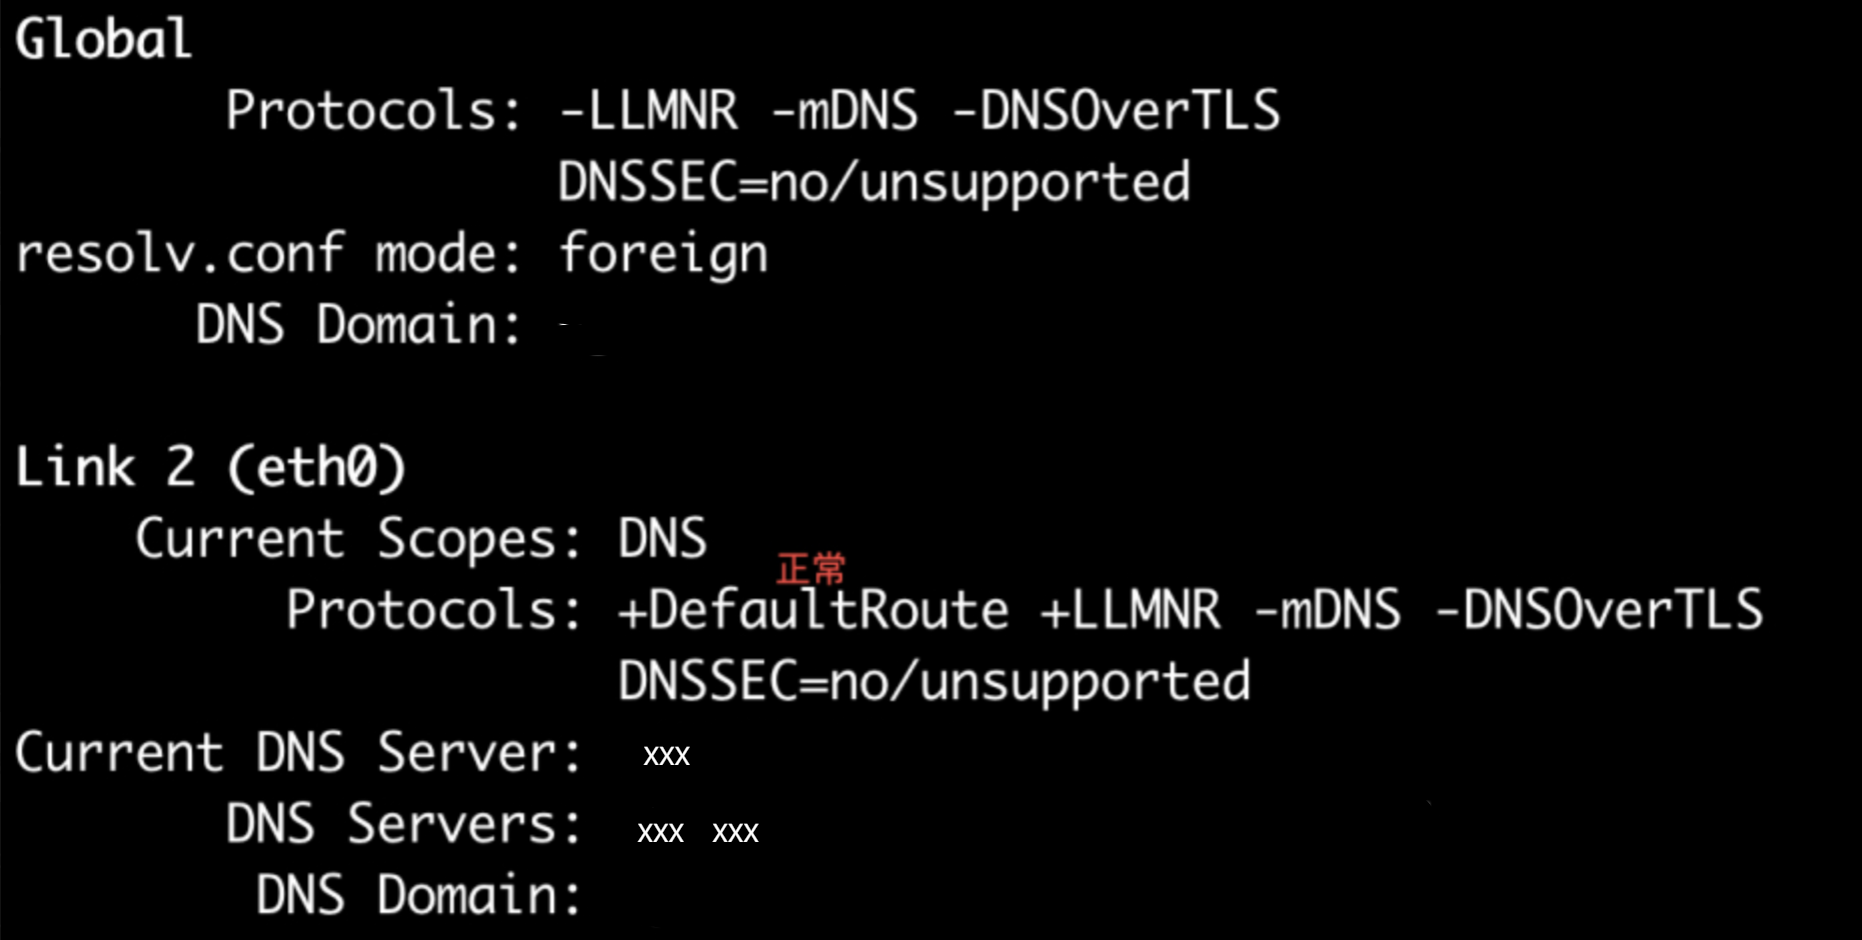 Global
Protocols: -LLMNR -mDNS -DNSOverTLS
DNSSEC=no/unsupported
resolv.conf mode: foreign
DNS Domain:
Link 2 (eth0)
Current Scopes: DNS
正常
Protocols: +DefaultRoute +LLMNR -mDNS -DNSOverTLS
DNSSEC=no/unsupported
Current DNS Server: xxx
DNS Servers: xxx xxx
DNS Domain: